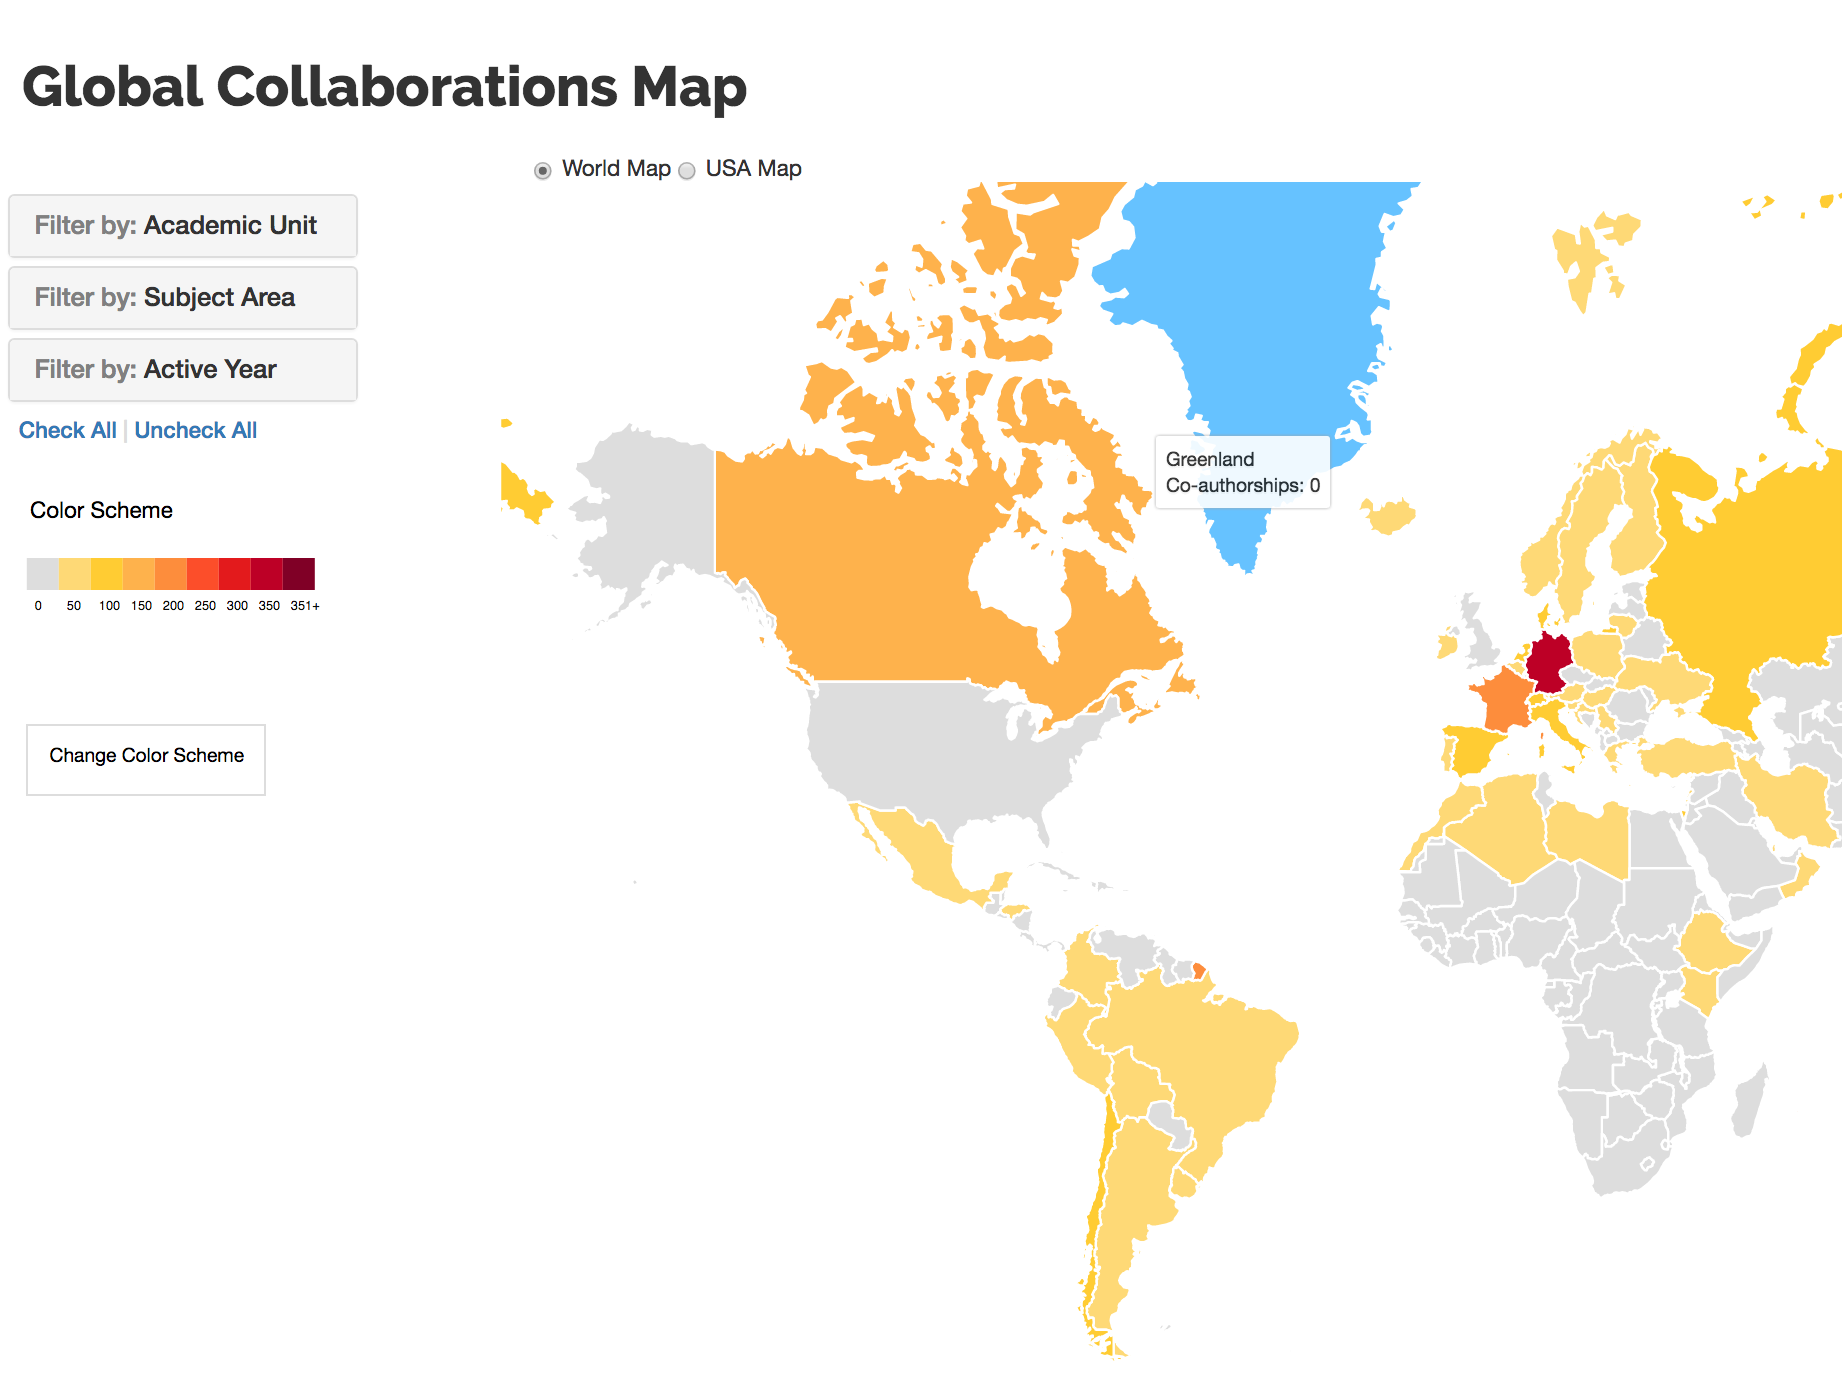 Global Collaborations Map
World Map USA Map
Filter by: Academic Unit
Filter by: Subject Area
Filter by: Active Year
Check All | Uncheck All
Greenland
Co-authorships: 0
Color Scheme
0 50 100 150 200 250 300 350 351+
Change Color Scheme